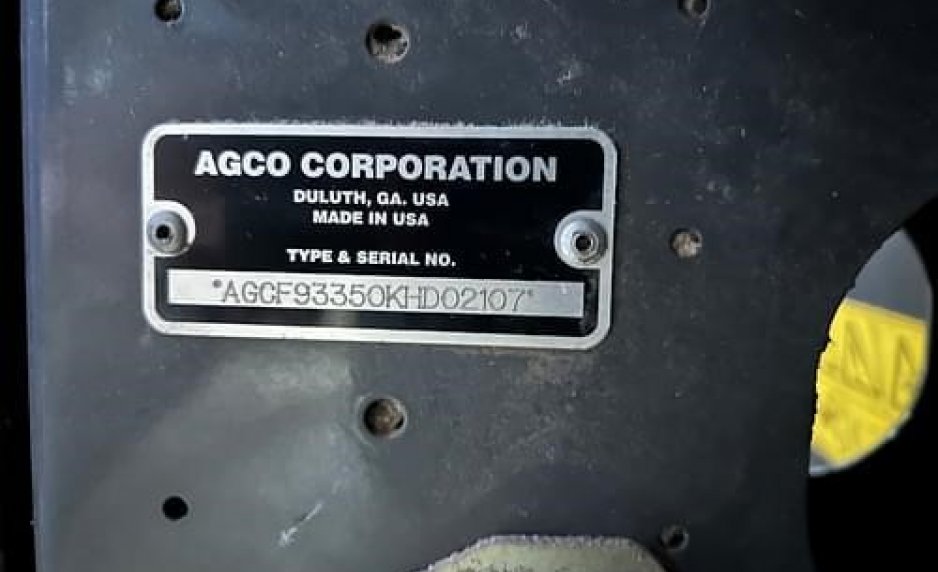 AGCO CORPORATION
DULUTH, GA. USA
MADE IN USA
TYPE & SERIAL NO.
*AGCF93350KHD02107*